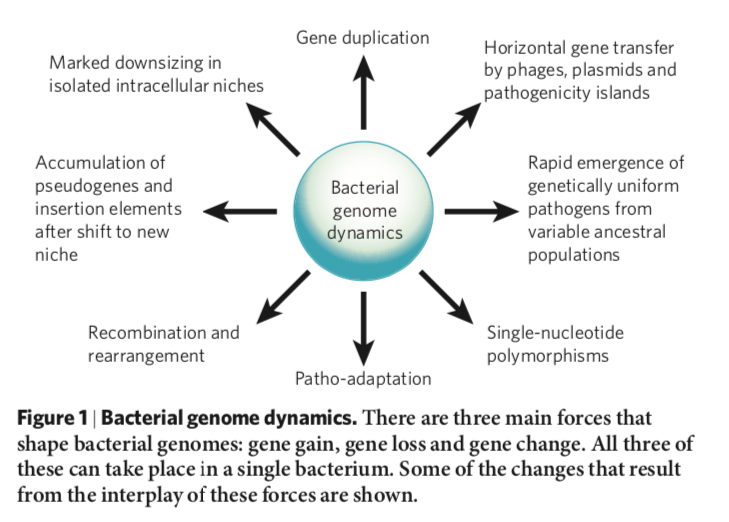 Gene duplication
Horizontal gene transfer
by phages, plasmids and
pathogenicity islands
Marked downsizing in
isolated intracellular niches
Accumulation of
pseudogenes and
insertion elements
after shift to new
niche
Bacterial
genome
dynamics
Rapid emergence of
genetically uniform
pathogens from
variable ancestral
populations
Recombination and
rearrangement
Single-nucleotide
polymorphisms
Patho-adaptation
Figure 1 | Bacterial genome dynamics. There are three main forces that
shape bacterial genomes: gene gain, gene loss and gene change. All three of
these can take place in a single bacterium. Some of the changes that result
from the interplay of these forces are shown.